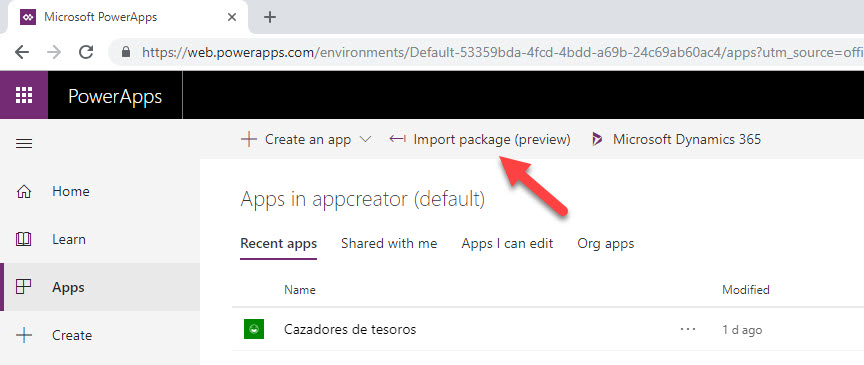 Microsoft PowerApps
https://web.powerapps.com/environments/Default-53359bda-4fcd-4bdd-a69b-24c69ab60ac4/apps?utm_source=offi
PowerApps
Create an app
Import package (preview)
Microsoft Dynamics 365
Home
Learn
Apps
Create
Apps in appcreator (default)
Recent apps
Shared with me
Apps I can edit
Org apps
Name
Modified
Cazadores de tesoros
1 d ago